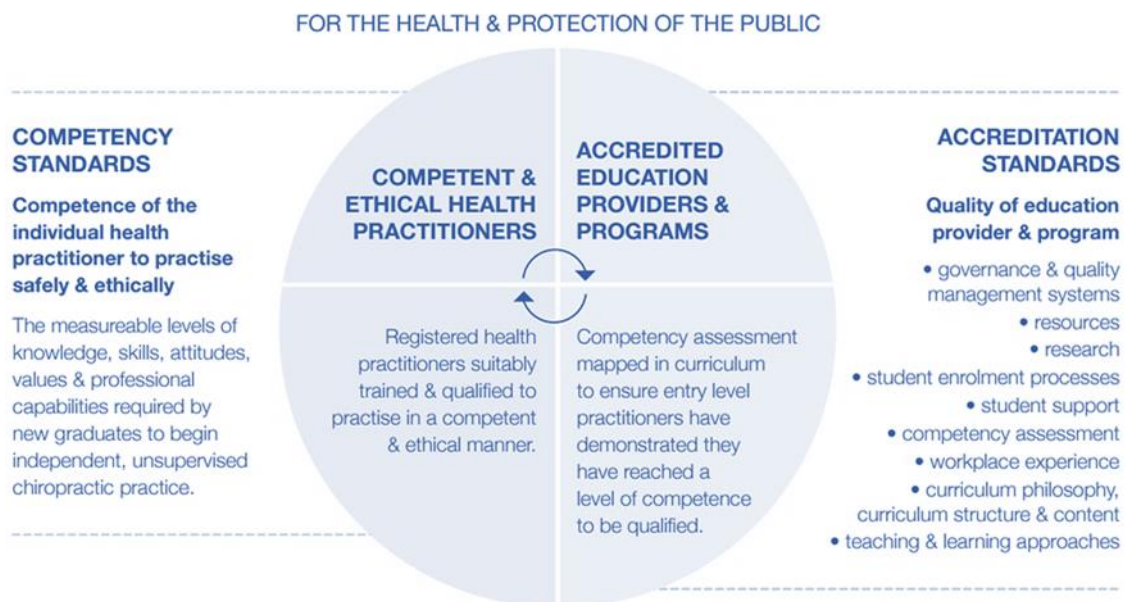 FOR THE HEALTH & PROTECTION OF THE PUBLIC
COMPETENCY
STANDARDS
Competence of the
individual health
practitioner to practise
safely & ethically
The measureable levels of
knowledge, skills, attitudes,
values & professional
capabilities required by
new graduates to begin
independent, unsupervised
chiropractic practice.
COMPETENT &
ETHICAL HEALTH
PRACTITIONERS
Registered health
practitioners suitably
trained & qualified to
practise in a competent
& ethical manner.
ACCREDITED
EDUCATION
PROVIDERS &
PROGRAMS
Competency assessment
mapped in curriculum
to ensure entry level
practitioners have
demonstrated they
have reached a
level of competence
to be qualified.
ACCREDITATION
STANDARDS
Quality of education
provider & program
• governance & quality
management systems
• resources
• research
• student enrolment processes
• student support
• competency assessment
• workplace experience
• curriculum philosophy,
curriculum structure & content
• teaching & learning approaches